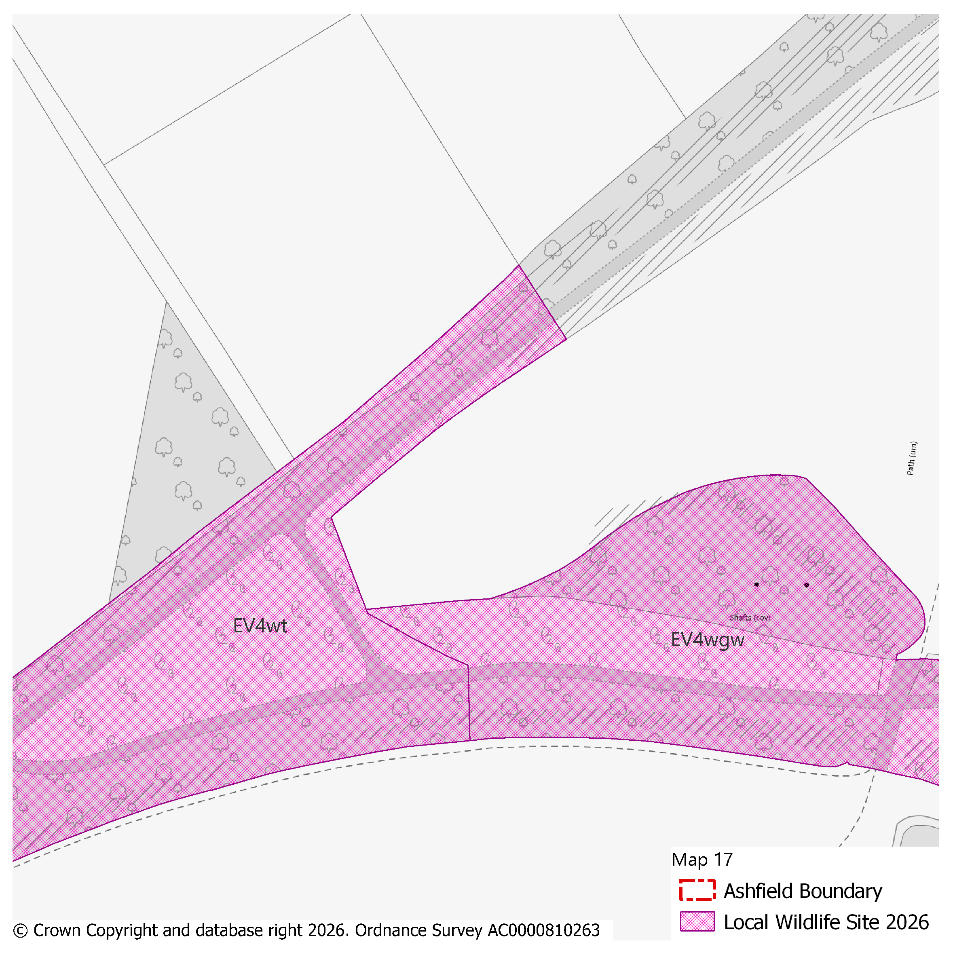 Path (um)
EV4wt
Shafts (cov)
EV4wgw
Map 17
Ashfield Boundary
Local Wildlife Site 2026
© Crown Copyright and database right 2026. Ordnance Survey AC0000810263